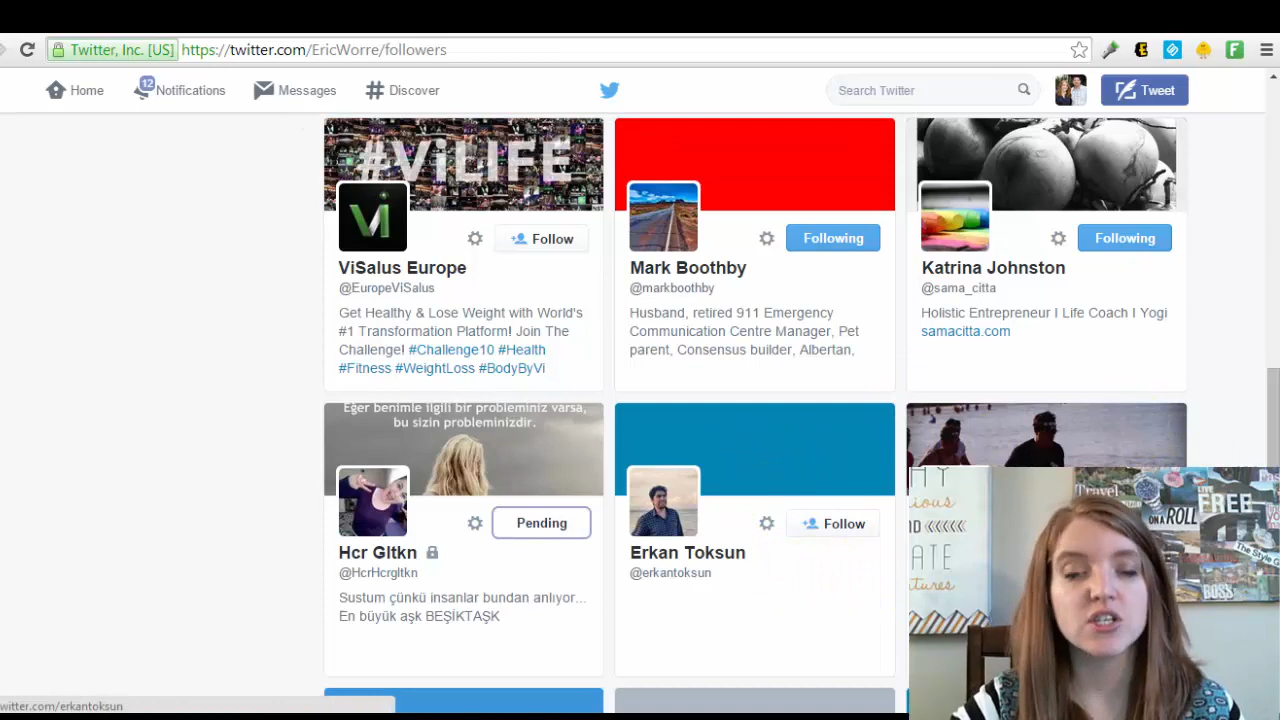 Twitter, Inc. [US] https://twitter.com/EricWorre/followers
12
Home Notifications Messages # Discover Search Twitter Tweet
#ViLIFE
Vi
Follow
Following
Following
ViSalus Europe
@EuropeViSalus
Get Healthy & Lose Weight with World's
#1 Transformation Platform! Join The
Challenge! #Challenge10 #Health
#Fitness #WeightLoss #BodyByVi
Mark Boothby
@markboothby
Husband, retired 911 Emergency
Communication Centre Manager, Pet
parent, Consensus builder, Albertan,
Katrina Johnston
@sama_citta
Holistic Entrepreneur I Life Coach I Yogi
samacitta.com
Eğer benimle ilgili bir probleminiz varsa,
bu sizin probleminizdir.
Pending
Hcr Gltkn
@HcrHcrgltkn
Sustum çünkü insanlar bundan anlıyor...
En büyük aşk BEŞİKTAŞK
Follow
Erkan Toksun
@erkantoksun
Travel
LIVE
FREE
ON A ROLL
The Style
BOSS
<<<<<
twitter.com/erkantoksun